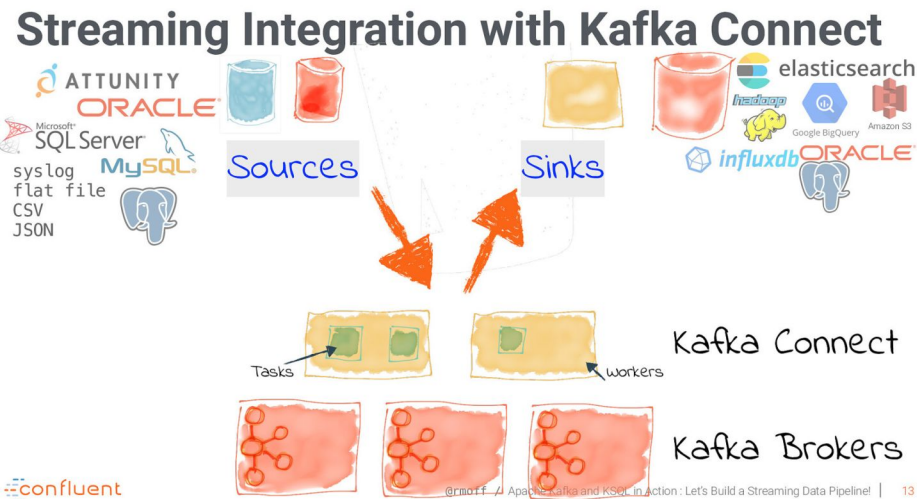 Streaming Integration with Kafka Connect
ATTUNITY
ORACLE
Microsoft
SQL Server
MySQL
syslog
flat file
CSV
JSON
Sources
Sinks
elasticsearch
hadoop
Google BigQuery
Amazon S3
influxdb
ORACLE
Tasks
workers
Kafka Connect
Kafka Brokers
confluent
@rmoff / Apache Kafka and KSQL in Action : Let's Build a Streaming Data Pipeline!
13